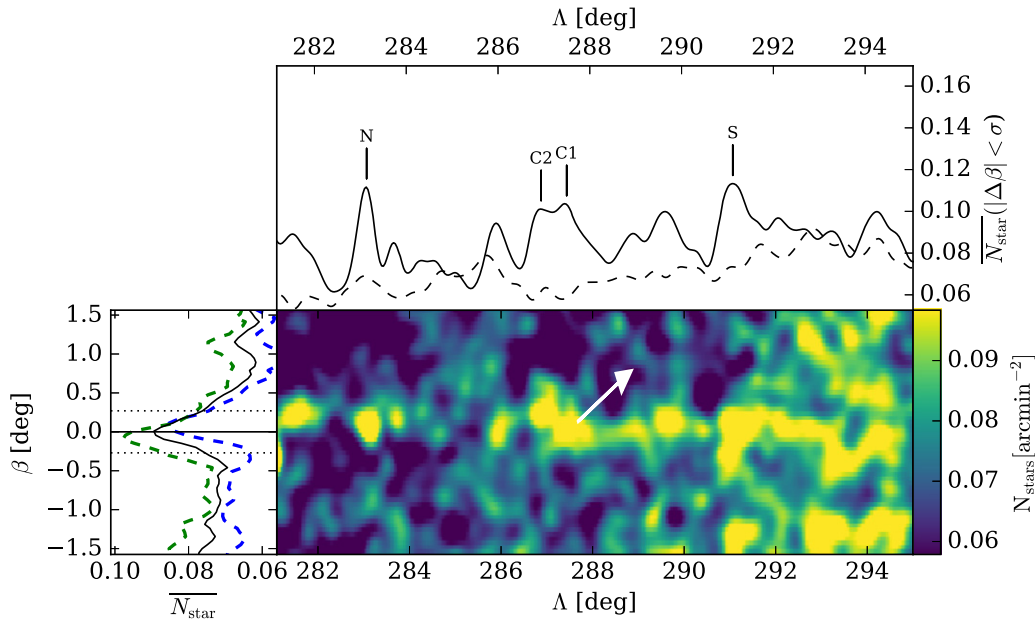 Λ [deg]
282 284 286 288 290 292 294
0.16
0.14
0.12
0.10
0.08
0.06
N̅_star(|Δβ| < σ)
N
C2
C1
S
1.5
1.0
0.5
0.0
−0.5
−1.0
−1.5
β [deg]
0.10 0.08 0.06
N̅_star
282 284 286 288 290 292 294
Λ [deg]
0.09
0.08
0.07
0.06
N_stars[arcmin⁻²]